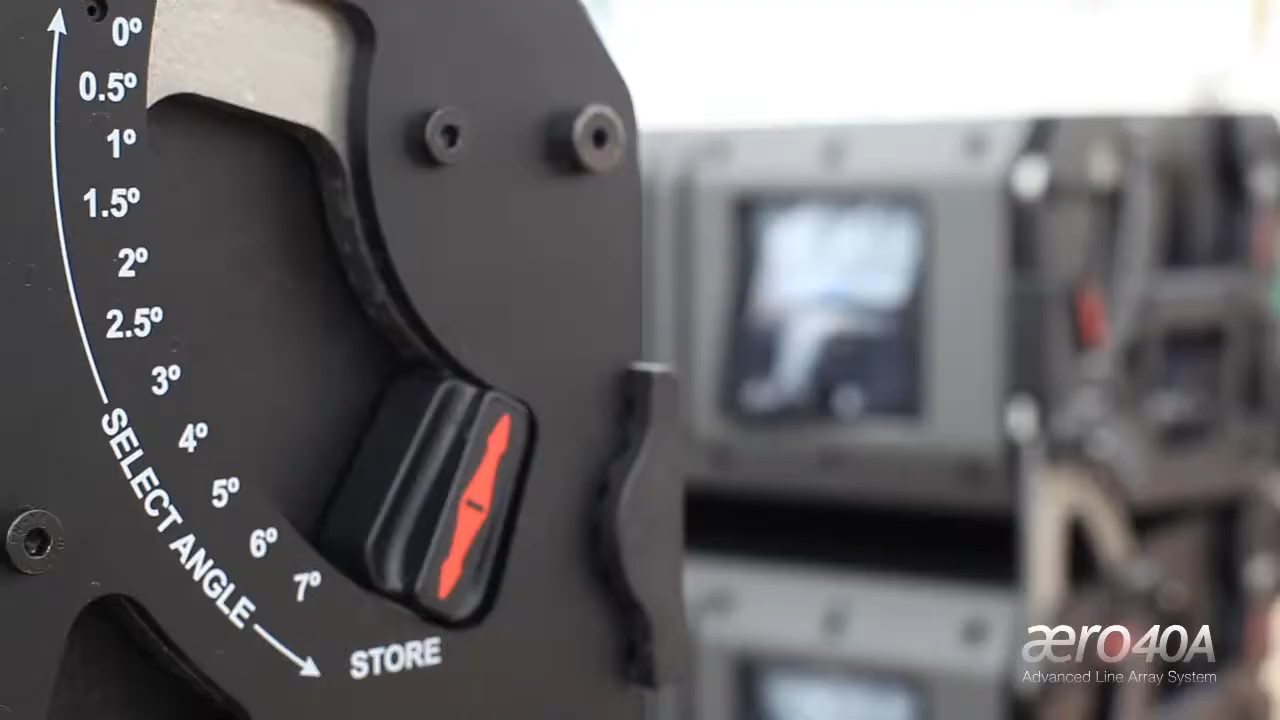 0º
0.5º
1º
1.5º
2º
2.5º
3º
4º
5º
6º
7º
SELECT ANGLE
STORE
aero40A
Advanced Line Array System